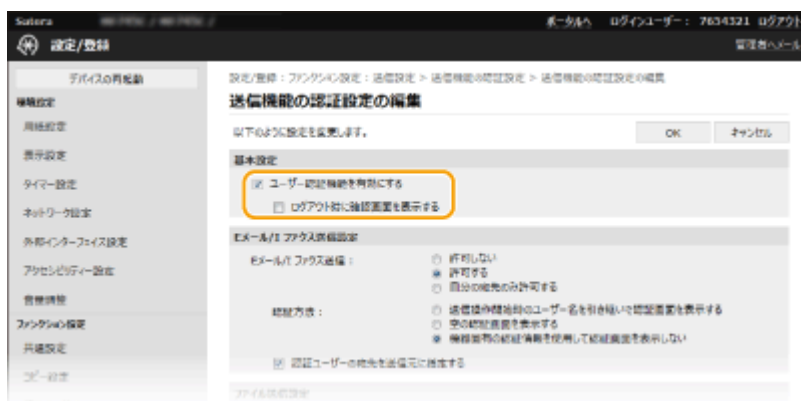 Satera
ポータルへ ログインユーザー： 7654321 ログアウト
設定/登録
管理者へメール
デバイスの再起動
設定/登録：ファンクション設定：送信設定 > 送信機能の認証設定 > 送信機能の認証設定の編集
環境設定
送信機能の認証設定の編集
用紙設定
以下のように設定を変更します。
OK キャンセル
表示設定
基本設定
タイマー設定
ユーザー認証機能を有効にする
ネットワーク設定
ログアウト時に確認画面を表示する
外部インターフェイス設定
Eメール/I ファクス送信設定
アクセシビリティー設定
Eメール/I ファクス送信：
許可しない
許可する
自分の宛先のみ許可する
音量調整
認証方法：
送信操作開始時のユーザー名を引き継いで認証画面を表示する
空の認証画面を表示する
機器固有の認証情報を使用して認証画面を表示しない
ファンクション設定
共通設定
認証ユーザーの宛先を送信元に指定する
コピー設定
ファイル送信設定